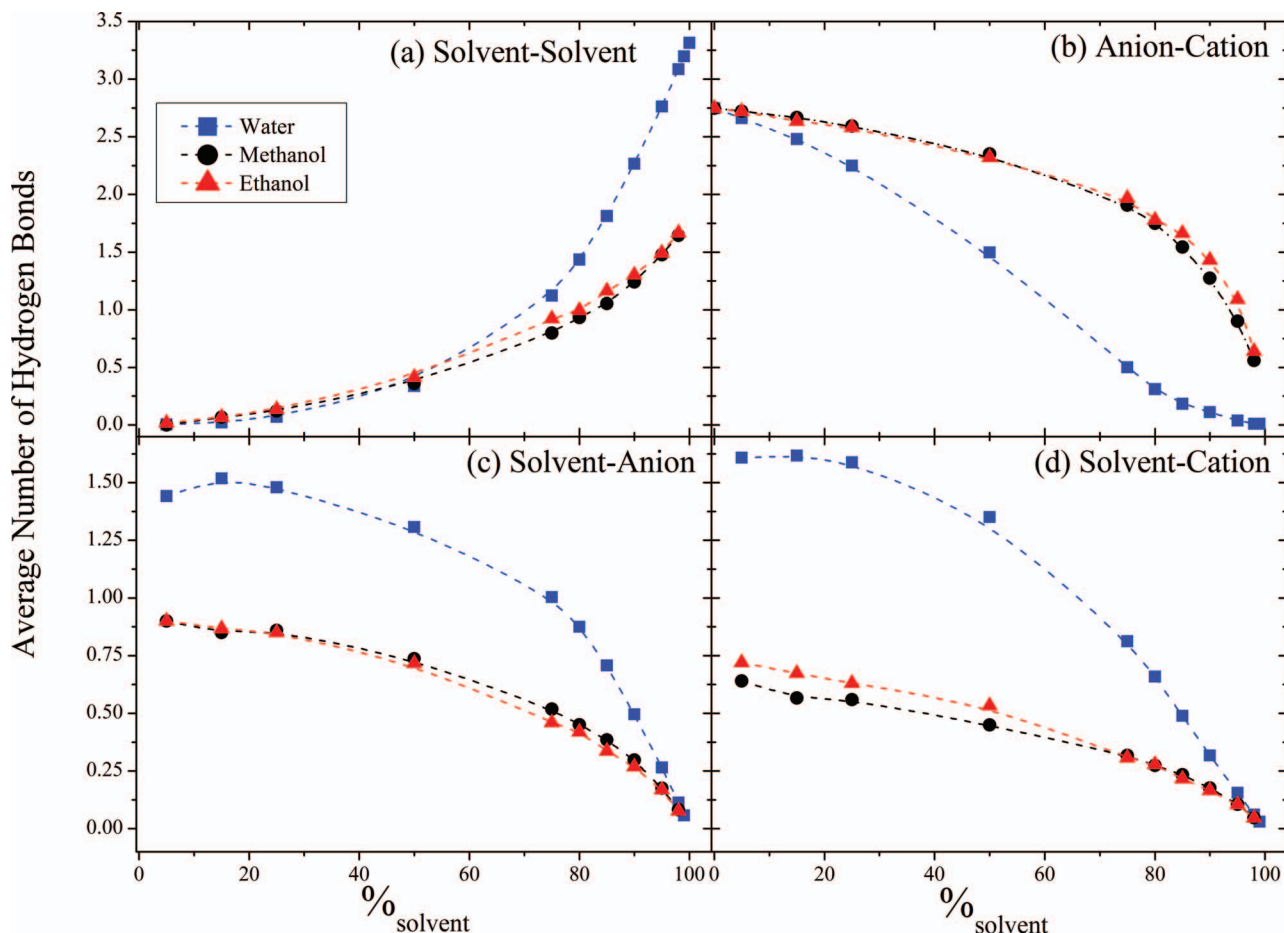 Average Number of Hydrogen Bonds
(a) Solvent-Solvent
3.5
3.0
2.5
2.0
1.5
1.0
0.5
0.0
Water
Methanol
Ethanol
(b) Anion-Cation
(c) Solvent-Anion
1.50
1.25
1.00
0.75
0.50
0.25
0.00
0 20 40 60 80 100
%solvent
(d) Solvent-Cation
0 20 40 60 80 100
%solvent